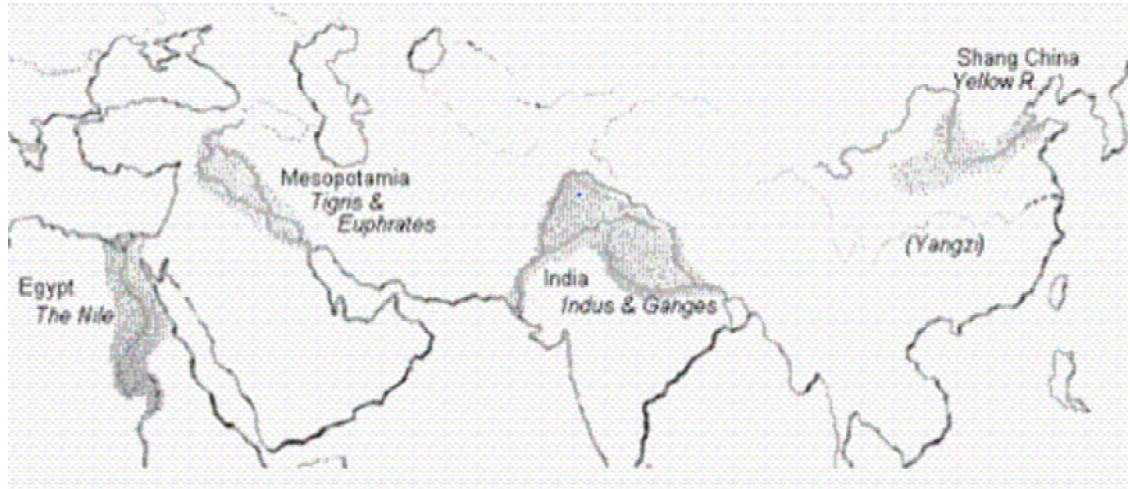 Shang China
Yellow R.
Mesopotamia
Tigris &
Euphrates
(Yangzi)
India
Indus & Ganges
Egypt
The Nile